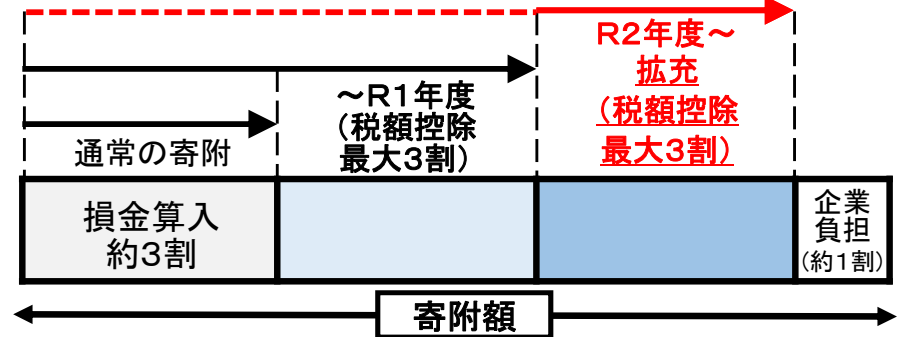 R2年度～
拡充
(税額控除
最大3割)
～R1年度
(税額控除
最大3割)
通常の寄附
損金算入
約3割
企業
負担
(約1割)
寄附額